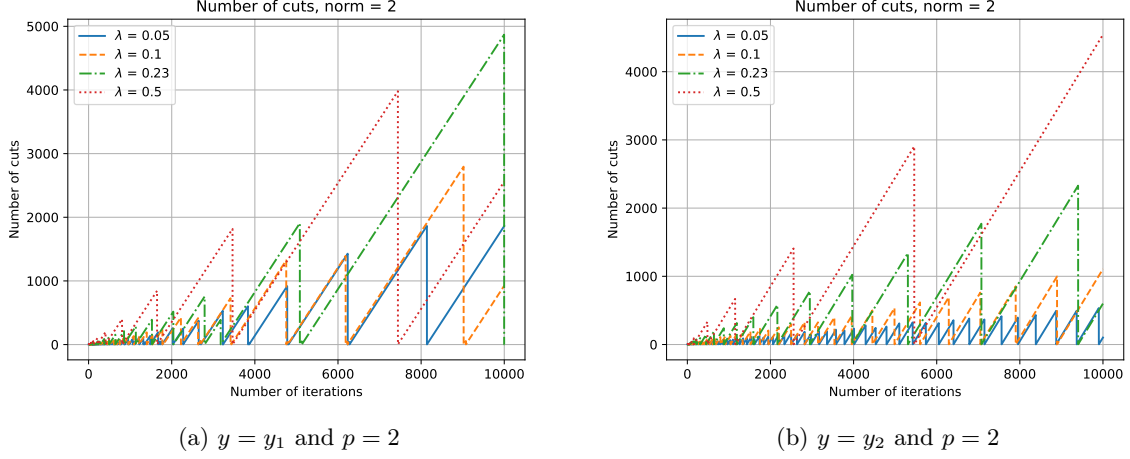 Number of cuts, norm = 2
Number of cuts
5000
4000
3000
2000
1000
0
λ = 0.05
λ = 0.1
λ = 0.23
λ = 0.5
0 2000 4000 6000 8000 10000
Number of iterations
(a) y = y₁ and p = 2
Number of cuts, norm = 2
Number of cuts
4000
3000
2000
1000
0
λ = 0.05
λ = 0.1
λ = 0.23
λ = 0.5
0 2000 4000 6000 8000 10000
Number of iterations
(b) y = y₂ and p = 2